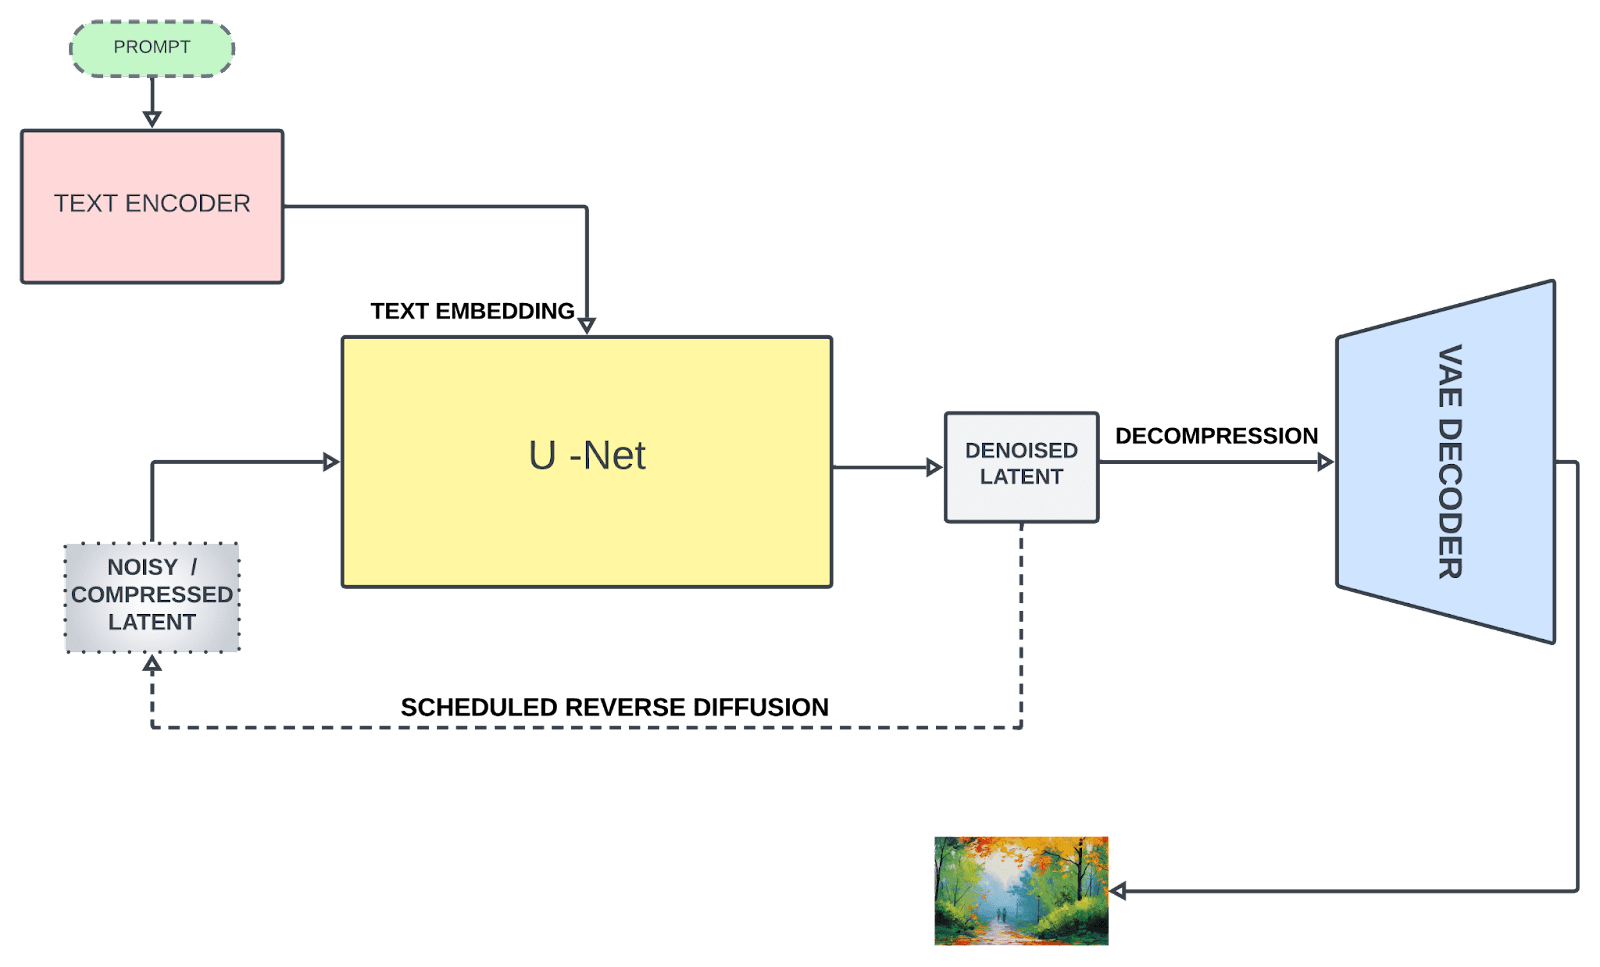 PROMPT
TEXT ENCODER
TEXT EMBEDDING
U -Net
NOISY /
COMPRESSED
LATENT
DENOISED
LATENT
DECOMPRESSION
VAE DECODER
SCHEDULED REVERSE DIFFUSION